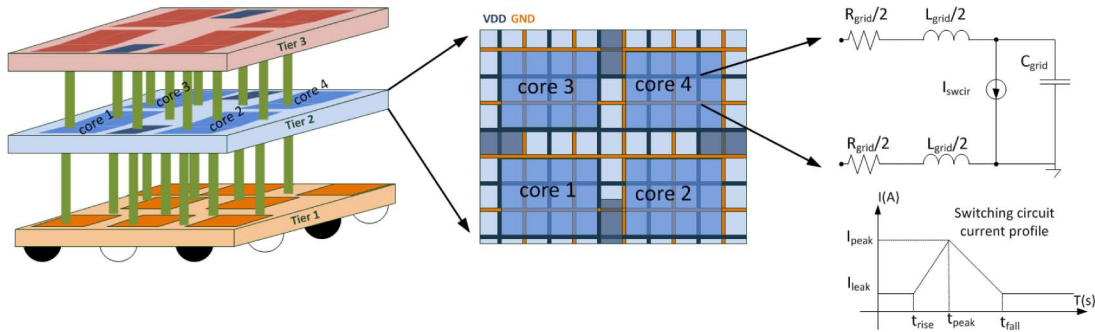 Tier 3
core 3
core 4
core 1
core 2
Tier 2
Tier 1
VDD GND
core 3
core 4
core 1
core 2
R_grid/2
L_grid/2
I_swcir
C_grid
R_grid/2
L_grid/2
I(A)
Switching circuit
current profile
I_peak
I_leak
T(s)
t_rise
t_peak
t_fall